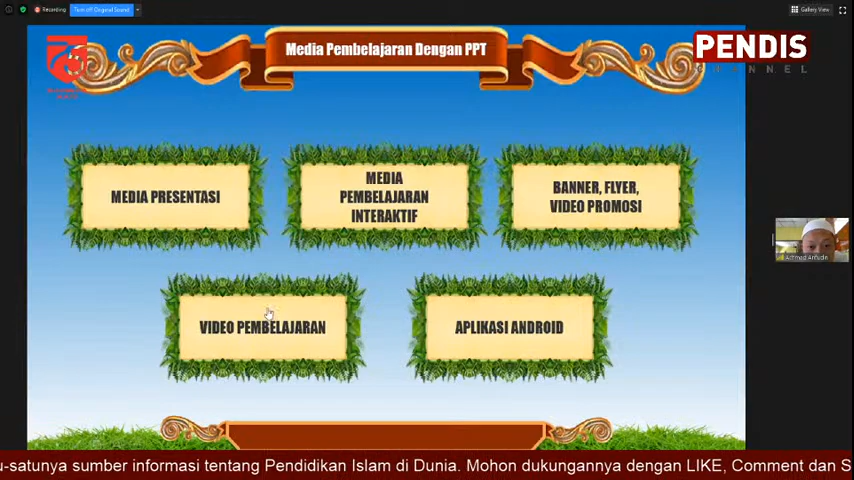 Recording
Turn off Original Sound
Gallery View
Media Pembelajaran Dengan PPT
PENDIS
CHANNEL
MEDIA PRESENTASI
MEDIA
PEMBELAJARAN
INTERAKTIF
BANNER, FLYER,
VIDEO PROMOSI
VIDEO PEMBELAJARAN
APLIKASI ANDROID
Achmad Arifudin
u-satunya sumber informasi tentang Pendidikan Islam di Dunia. Mohon dukungannya dengan LIKE, Comment dan S